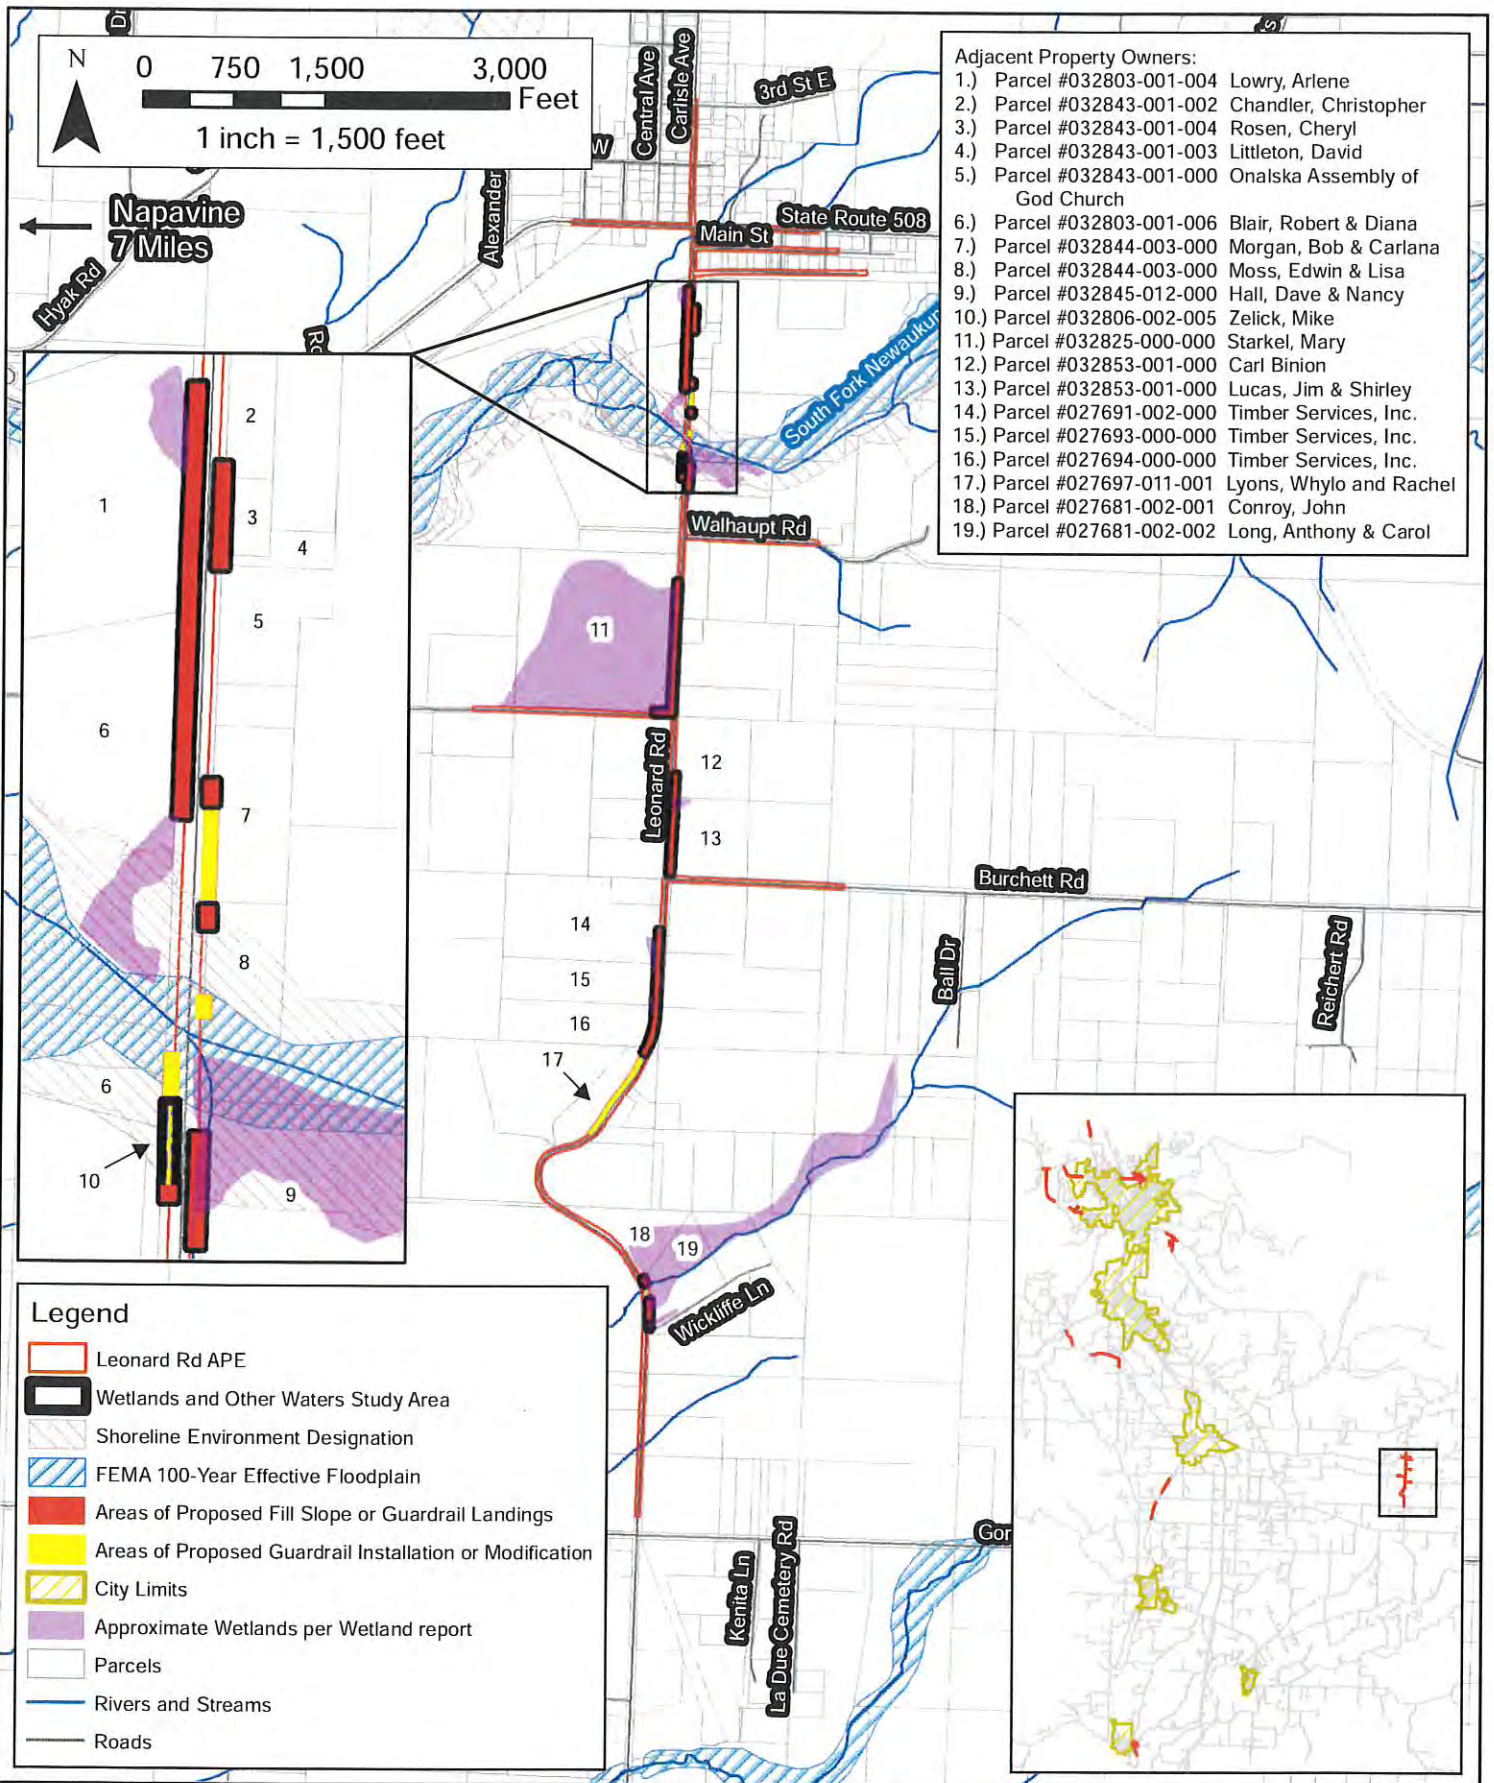 N
0 750 1,500 3,000
Feet
1 inch = 1,500 feet
Napavine
7 Miles
Hyak Rd
Alexander
W
Central Ave
Carlisle Ave
3rd St E
State Route 508
Main St
South Fork Newaukum
Walhaupt Rd
Leonard Rd
Burchett Rd
Ball Dr
Reichert Rd
Wickliffe Ln
Kenita Ln
La Due Cemetery Rd
Gor
Dr
Adjacent Property Owners:
1.) Parcel #032803-001-004 Lowry, Arlene
2.) Parcel #032843-001-002 Chandler, Christopher
3.) Parcel #032843-001-004 Rosen, Cheryl
4.) Parcel #032843-001-003 Littleton, David
5.) Parcel #032843-001-000 Onalska Assembly of
God Church
6.) Parcel #032803-001-006 Blair, Robert & Diana
7.) Parcel #032844-003-000 Morgan, Bob & Carlana
8.) Parcel #032844-003-000 Moss, Edwin & Lisa
9.) Parcel #032845-012-000 Hall, Dave & Nancy
10.) Parcel #032806-002-005 Zelick, Mike
11.) Parcel #032825-000-000 Starkel, Mary
12.) Parcel #032853-001-000 Carl Binion
13.) Parcel #032853-001-000 Lucas, Jim & Shirley
14.) Parcel #027691-002-000 Timber Services, Inc.
15.) Parcel #027693-000-000 Timber Services, Inc.
16.) Parcel #027694-000-000 Timber Services, Inc.
17.) Parcel #027697-011-001 Lyons, Whylo and Rachel
18.) Parcel #027681-002-001 Conroy, John
19.) Parcel #027681-002-002 Long, Anthony & Carol
2
1
3
4
5
6
7
8
6
10
9
11
12
13
14
15
16
17
18
19
Legend
Leonard Rd APE
Wetlands and Other Waters Study Area
Shoreline Environment Designation
FEMA 100-Year Effective Floodplain
Areas of Proposed Fill Slope or Guardrail Landings
Areas of Proposed Guardrail Installation or Modification
City Limits
Approximate Wetlands per Wetland report
Parcels
Rivers and Streams
Roads